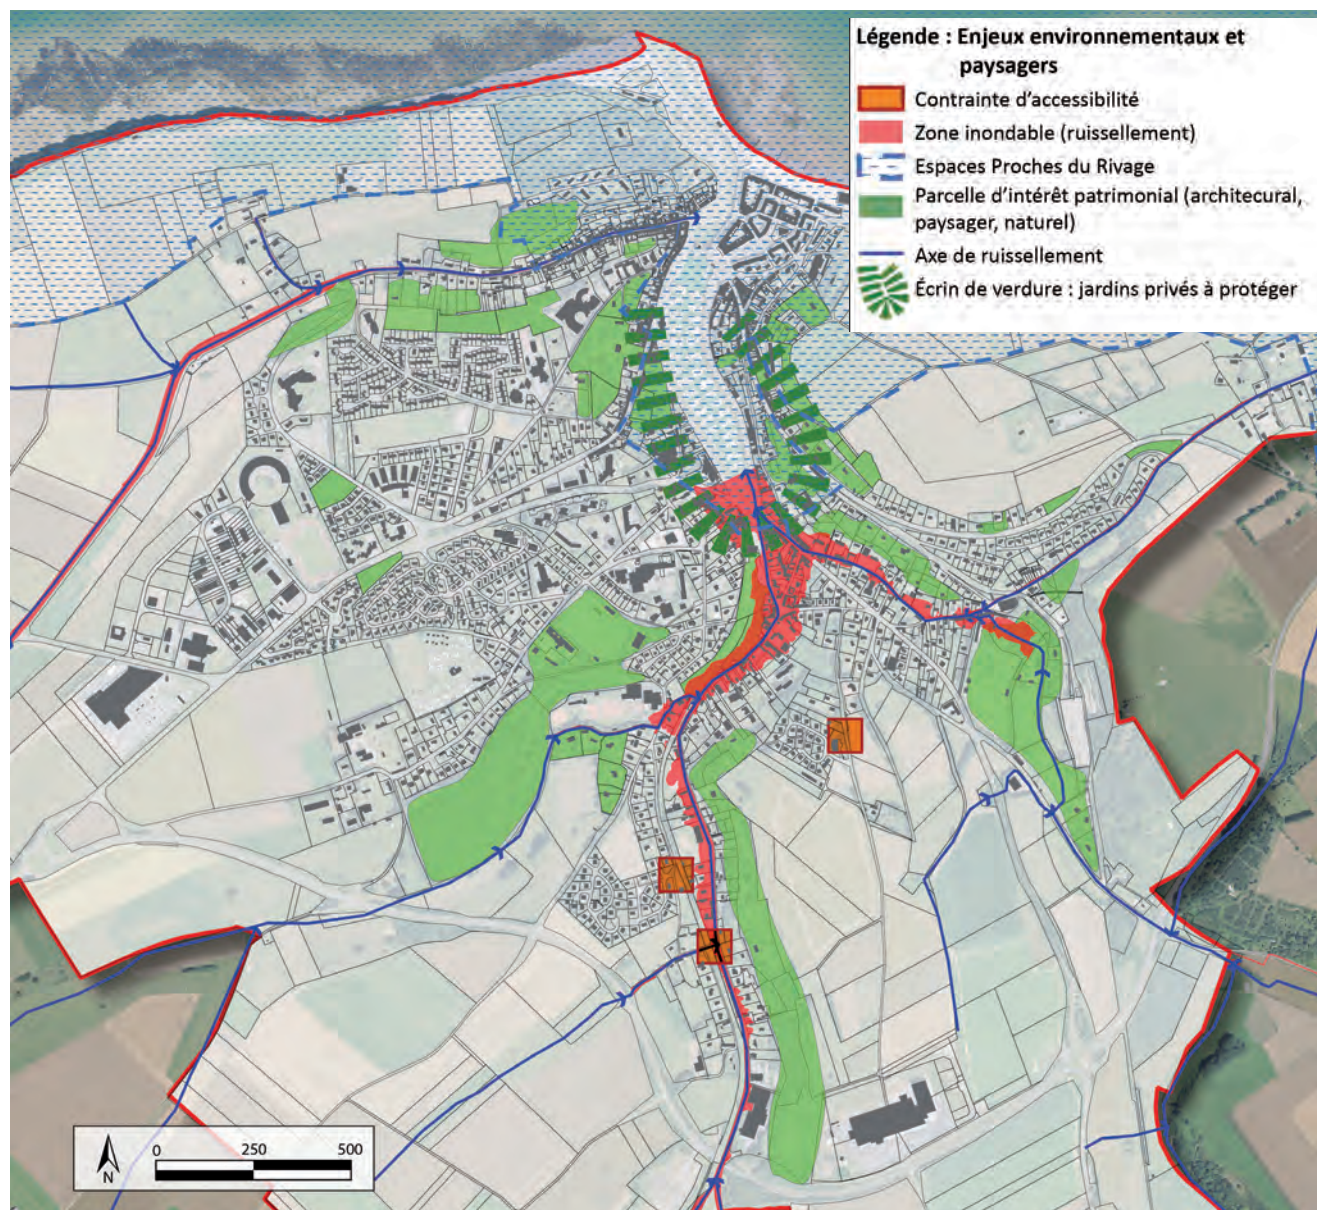 Légende : Enjeux environnementaux et
paysagers
Contrainte d'accessibilité
Zone inondable (ruissellement)
Espaces Proches du Rivage
Parcelle d'intérêt patrimonial (architecural,
paysager, naturel)
Axe de ruissellement
Écrin de verdure : jardins privés à protéger
0 250 500
N